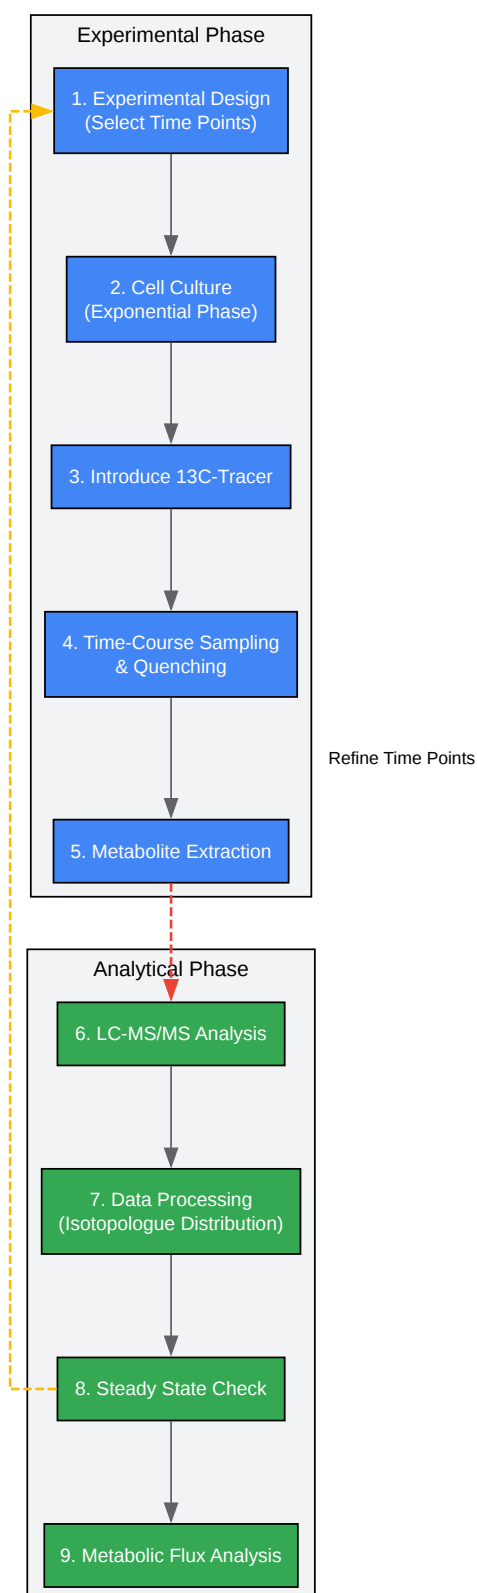 Experimental Phase
1. Experimental Design
(Select Time Points)
2. Cell Culture
(Exponential Phase)
3. Introduce 13C-Tracer
4. Time-Course Sampling
& Quenching
Refine Time Points
5. Metabolite Extraction
Analytical Phase
6. LC-MS/MS Analysis
7. Data Processing
(Isotopologue Distribution)
8. Steady State Check
9. Metabolic Flux Analysis